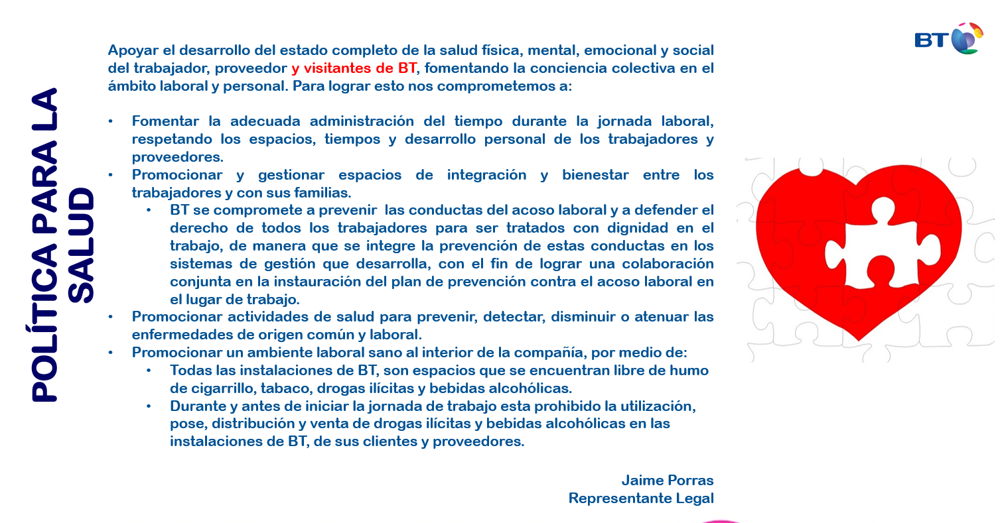 POLÍTICA PARA LA
SALUD
BT
Apoyar el desarrollo del estado completo de la salud física, mental, emocional y social
del trabajador, proveedor y visitantes de BT, fomentando la conciencia colectiva en el
ámbito laboral y personal. Para lograr esto nos comprometemos a:
• Fomentar la adecuada administración del tiempo durante la jornada laboral,
respetando los espacios, tiempos y desarrollo personal de los trabajadores y
proveedores.
• Promocionar y gestionar espacios de integración y bienestar entre los
trabajadores y con sus familias.
• BT se compromete a prevenir las conductas del acoso laboral y a defender el
derecho de todos los trabajadores para ser tratados con dignidad en el
trabajo, de manera que se integre la prevención de estas conductas en los
sistemas de gestión que desarrolla, con el fin de lograr una colaboración
conjunta en la instauración del plan de prevención contra el acoso laboral en
el lugar de trabajo.
• Promocionar actividades de salud para prevenir, detectar, disminuir o atenuar las
enfermedades de origen común y laboral.
• Promocionar un ambiente laboral sano al interior de la compañía, por medio de:
• Todas las instalaciones de BT, son espacios que se encuentran libre de humo
de cigarrillo, tabaco, drogas ilícitas y bebidas alcohólicas.
• Durante y antes de iniciar la jornada de trabajo esta prohibido la utilización,
pose, distribución y venta de drogas ilícitas y bebidas alcohólicas en las
instalaciones de BT, de sus clientes y proveedores.
Jaime Porras
Representante Legal